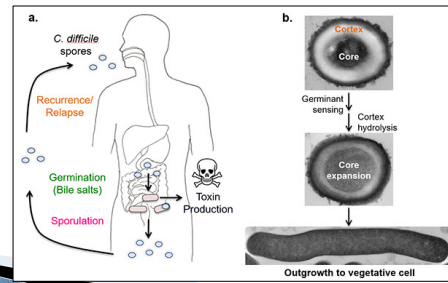 a.
C. difficile
spores
Recurrence/
Relapse
Germination
(Bile salts)
Sporulation
Toxin
Production
b.
Cortex
Core
Germinant
sensing
Cortex
hydrolysis
Core
expansion
Outgrowth to vegetative cell